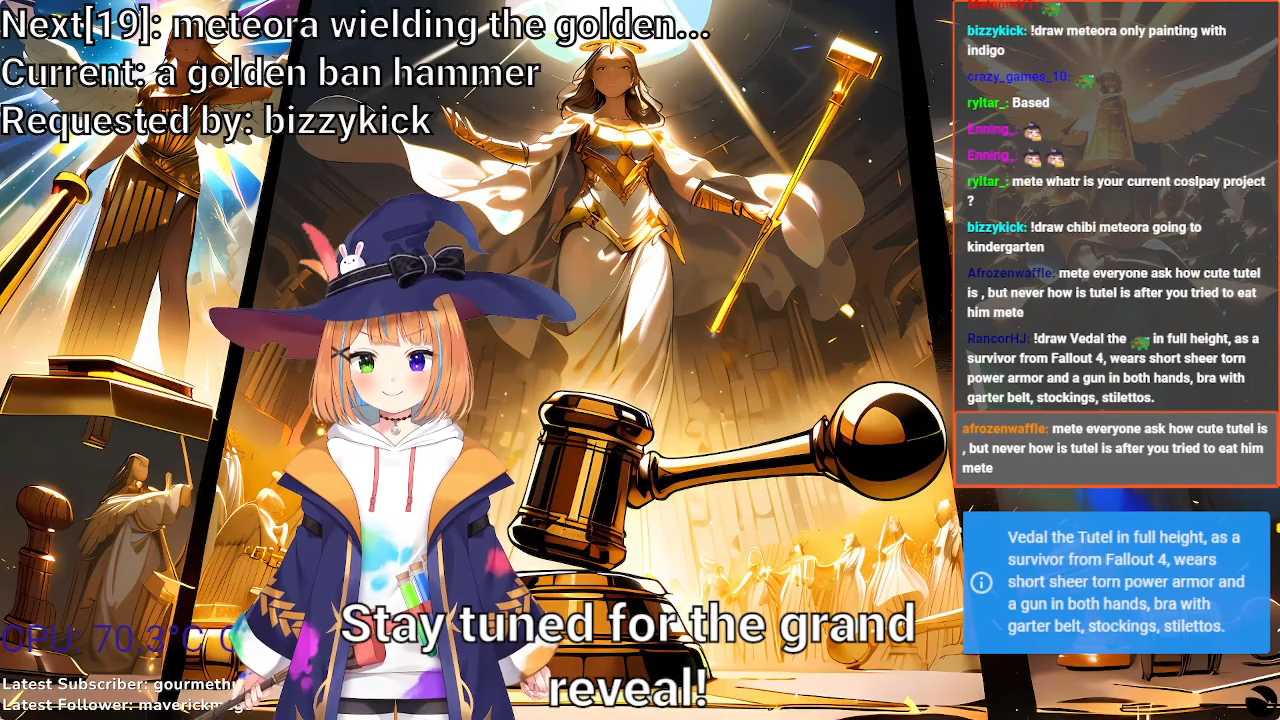 Next[19]: meteora wielding the golden...
Current: a golden ban hammer
Requested by: bizzykick
bizzykick: !draw meteora only painting with
indigo
crazy_games_10:
ryltar_: Based
Enning_:
Enning_:
ryltar_: mete whatr is your current coslpay project
?
bizzykick: !draw chibi meteora going to
kindergarten
Afrozenwaffle: mete everyone ask how cute tutel
is , but never how is tutel is after you tried to eat
him mete
RancorHJ: !draw Vedal the in full height, as a
survivor from Fallout 4, wears short sheer torn
power armor and a gun in both hands, bra with
garter belt, stockings, stilettos.
afrozenwaffle: mete everyone ask how cute tutel is
, but never how is tutel is after you tried to eat him
mete
Vedal the Tutel in full height, as a
survivor from Fallout 4, wears
short sheer torn power armor and
a gun in both hands, bra with
garter belt, stockings, stilettos.
Stay tuned for the grand
reveal!
CPU: 70.3°C
Latest Subscriber:
Latest Follower: